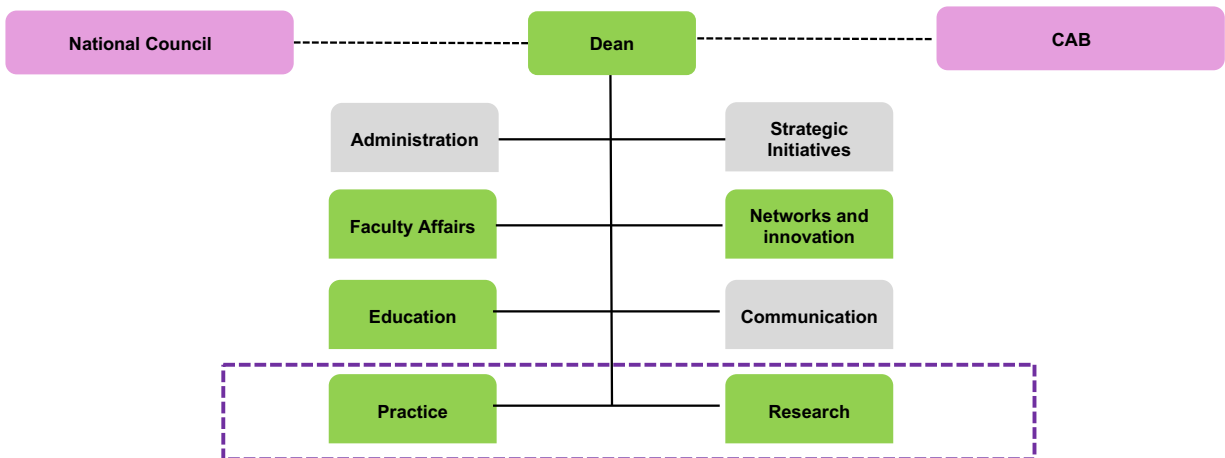 National Council
Dean
CAB
Administration
Strategic
Initiatives
Faculty Affairs
Networks and
innovation
Education
Communication
Practice
Research